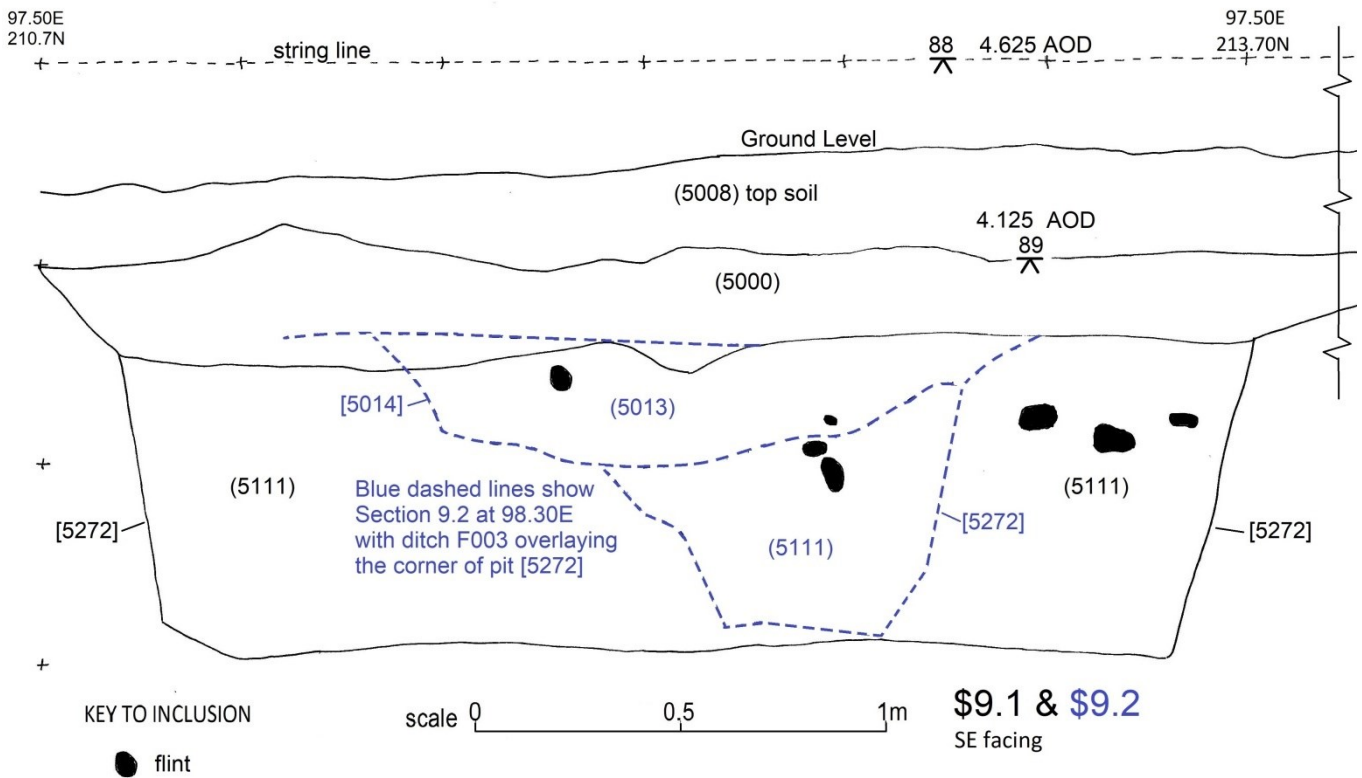 97.50E
210.7N
string line
88 4.625 AOD
97.50E
213.70N
Ground Level
(5008) top soil
4.125 AOD
89
(5000)
[5014]
(5013)
(5111)
[5272]
Blue dashed lines show
Section 9.2 at 98.30E
with ditch F003 overlaying
the corner of pit [5272]
(5111)
[5272]
(5111)
[5272]
KEY TO INCLUSION
flint
scale 0 0.5 1m
$9.1 & $9.2
SE facing